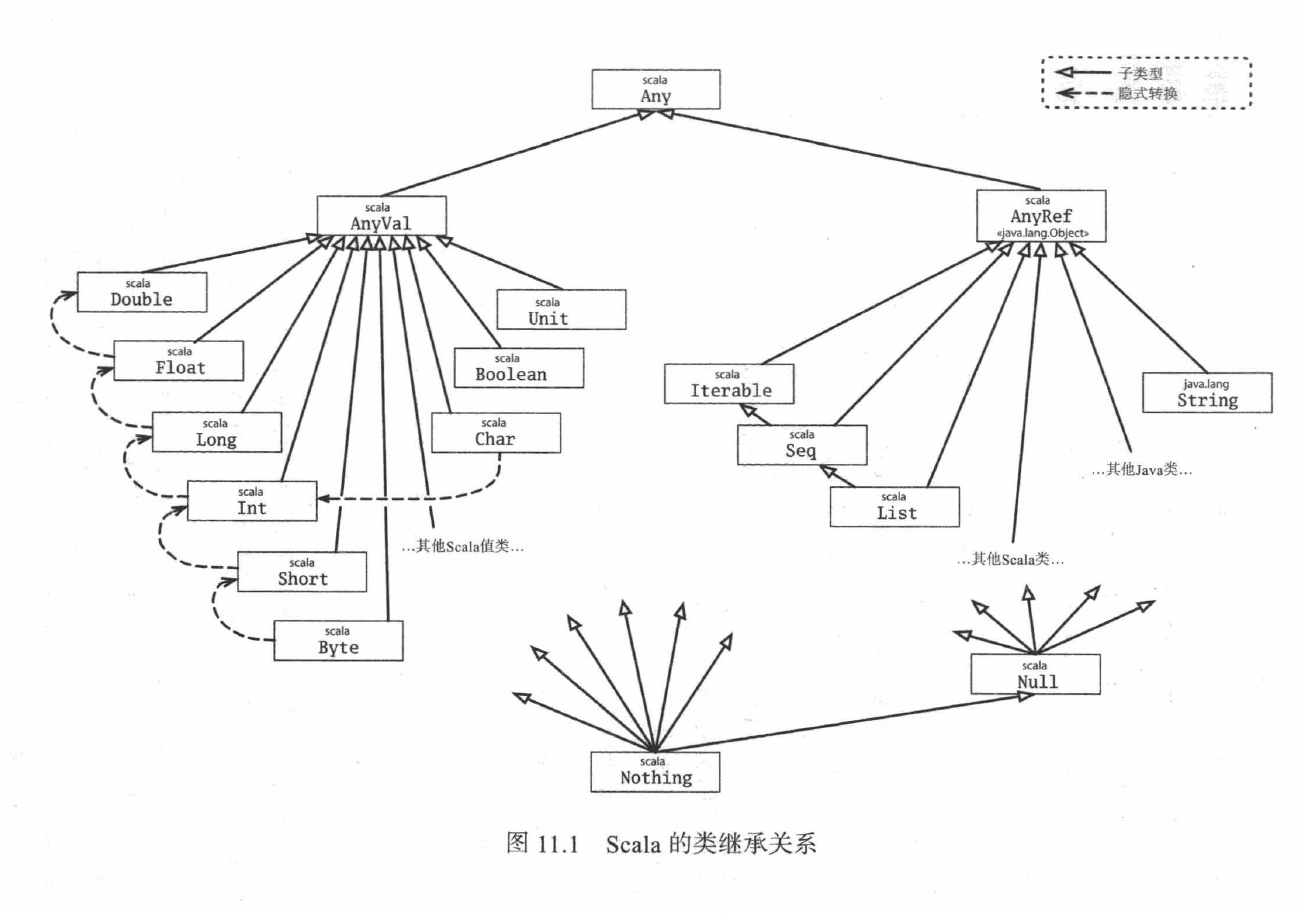 scala
Any
子类型
隐式转换
scala
AnyVal
scala
AnyRef
«java.lang.Object»
scala
Double
scala
Unit
scala
Float
scala
Boolean
scala
Iterable
java.lang
String
scala
Long
scala
Char
scala
Seq
…其他Java类…
scala
Int
scala
List
…其他Scala值类…
…其他Scala类…
scala
Short
scala
Byte
scala
Null
scala
Nothing
图 11.1 Scala 的类继承关系